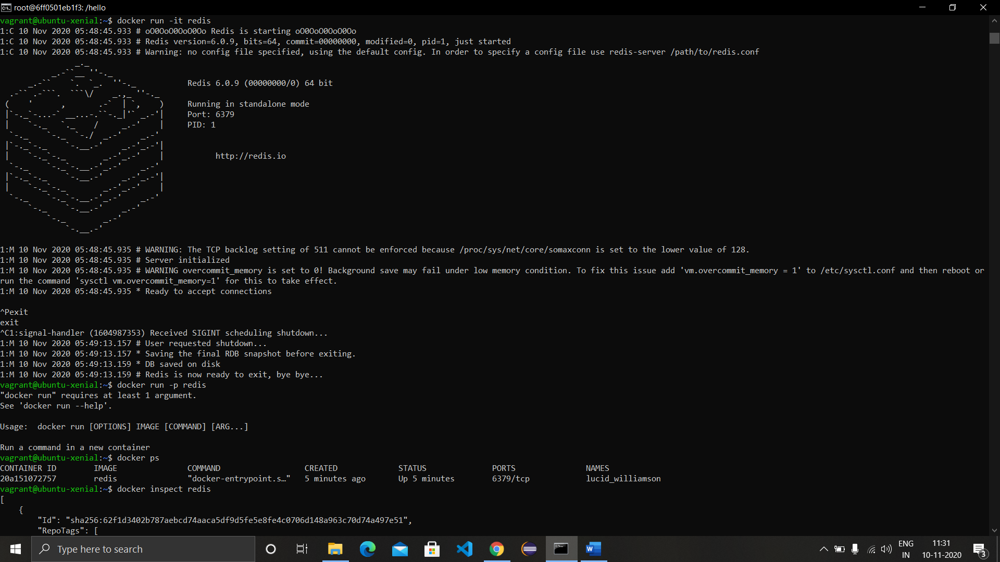 root@6ff0501eb1f3: /hello
vagrant@ubuntu-xenial:~$ docker run -it redis
1:C 10 Nov 2020 05:48:45.933 # oO0OoO0OoO0Oo Redis is starting oO0OoO0OoO0Oo
1:C 10 Nov 2020 05:48:45.933 # Redis version=6.0.9, bits=64, commit=00000000, modified=0, pid=1, just started
1:C 10 Nov 2020 05:48:45.933 # Warning: no config file specified, using the default config. In order to specify a config file use redis-server /path/to/redis.conf
Redis 6.0.9 (00000000/0) 64 bit
Running in standalone mode
Port: 6379
PID: 1
http://redis.io
1:M 10 Nov 2020 05:48:45.935 # WARNING: The TCP backlog setting of 511 cannot be enforced because /proc/sys/net/core/somaxconn is set to the lower value of 128.
1:M 10 Nov 2020 05:48:45.935 # Server initialized
1:M 10 Nov 2020 05:48:45.935 # WARNING overcommit_memory is set to 0! Background save may fail under low memory condition. To fix this issue add 'vm.overcommit_memory = 1' to /etc/sysctl.conf and then reboot or
run the command 'sysctl vm.overcommit_memory=1' for this to take effect.
1:M 10 Nov 2020 05:48:45.935 * Ready to accept connections
^Pexit
exit
^C1:signal-handler (1604987353) Received SIGINT scheduling shutdown...
1:M 10 Nov 2020 05:49:13.157 # User requested shutdown...
1:M 10 Nov 2020 05:49:13.157 * Saving the final RDB snapshot before exiting.
1:M 10 Nov 2020 05:49:13.159 * DB saved on disk
1:M 10 Nov 2020 05:49:13.159 # Redis is now ready to exit, bye bye...
vagrant@ubuntu-xenial:~$ docker run -p redis
"docker run" requires at least 1 argument.
See 'docker run --help'.
Usage:  docker run [OPTIONS] IMAGE [COMMAND] [ARG...]
Run a command in a new container
vagrant@ubuntu-xenial:~$ docker ps
CONTAINER ID        IMAGE               COMMAND                  CREATED             STATUS              PORTS               NAMES
20a151072757        redis               "docker-entrypoint.s…"   5 minutes ago       Up 5 minutes        6379/tcp            lucid_williamson
vagrant@ubuntu-xenial:~$ docker inspect redis
[
    {
        "Id": "sha256:62f1d3402b787aebcd74aaca5df9d5fe5e8fe4c0706d148a963c70d74a497e51",
        "RepoTags": [
Type here to search
ENG
IN
11:31
10-11-2020
3